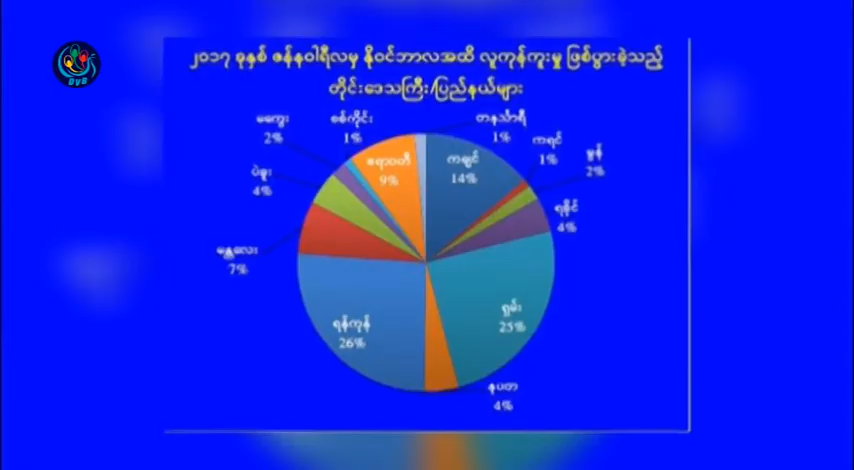 DVB
၂၀၁၇ ခုနှစ် ဇန်နဝါရီလမှ နိုဝင်ဘာလအထိ လူကုန်ကူးမှု ဖြစ်ပွားခဲ့သည့်
တိုင်းဒေသကြီး/ပြည်နယ်များ
မကွေး
2%
စစ်ကိုင်း
1%
တနင်္သာရီ
1%
ကရင်
1%
မွန်
2%
ဧရာဝတီ
9%
ကချင်
14%
ပဲခူး
4%
ရခိုင်
4%
မန္တလေး
7%
ရှမ်း
25%
ရန်ကုန်
26%
နပတ
4%